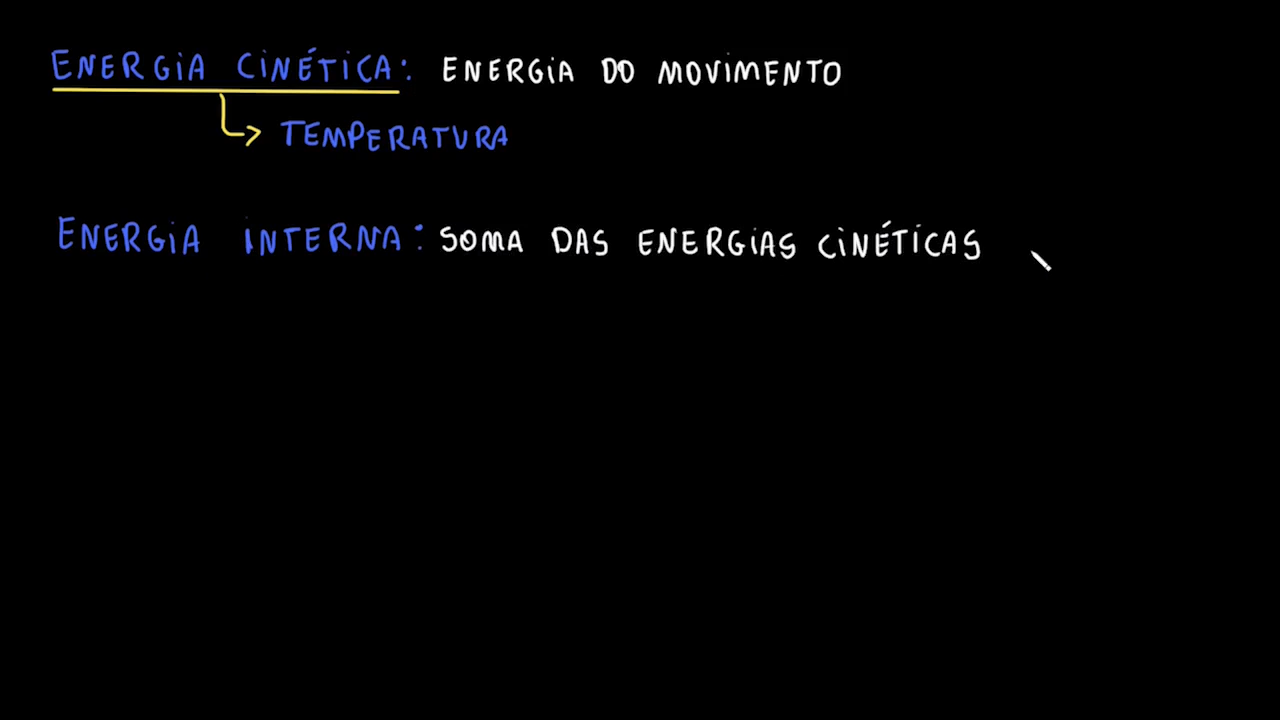 ENERGIA CINÉTICA: ENERGIA DO MOVIMENTO
TEMPERATURA
ENERGIA INTERNA: SOMA DAS ENERGIAS CINÉTICAS